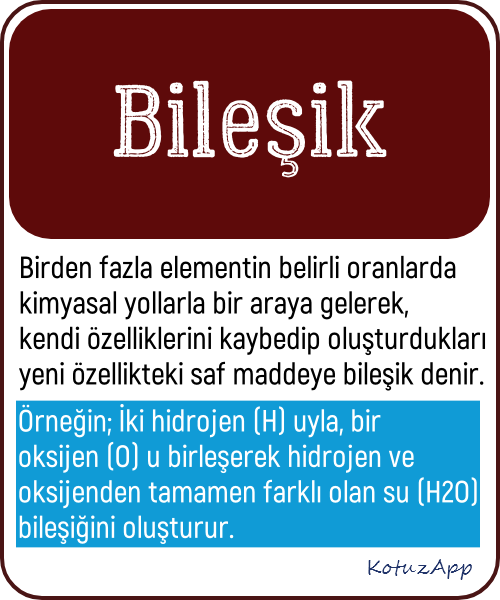 Bileşik
Birden fazla elementin belirli oranlarda
kimyasal yollarla bir araya gelerek,
kendi özelliklerini kaybedip oluşturdukları
yeni özellikteki saf maddeye bileşik denir.
Örneğin; İki hidrojen (H) uyla, bir
oksijen (O) u birleşerek hidrojen ve
oksijenden tamamen farklı olan su (H2O)
bileşiğini oluşturur.
KotuzApp